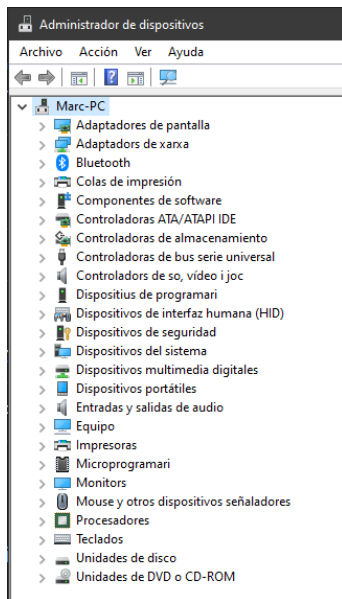 Administrador de dispositivos
Archivo Acción Ver Ayuda
Marc-PC
Adaptadores de pantalla
Adaptadors de xarxa
Bluetooth
Colas de impresión
Componentes de software
Controladoras ATA/ATAPI IDE
Controladoras de almacenamiento
Controladoras de bus serie universal
Controladors de so, vídeo i joc
Dispositius de programari
Dispositivos de interfaz humana (HID)
Dispositivos de seguridad
Dispositivos del sistema
Dispositivos multimedia digitales
Dispositivos portátiles
Entradas y salidas de audio
Equipo
Impresoras
Microprogramari
Monitors
Mouse y otros dispositivos señaladores
Procesadores
Teclados
Unidades de disco
Unidades de DVD o CD-ROM